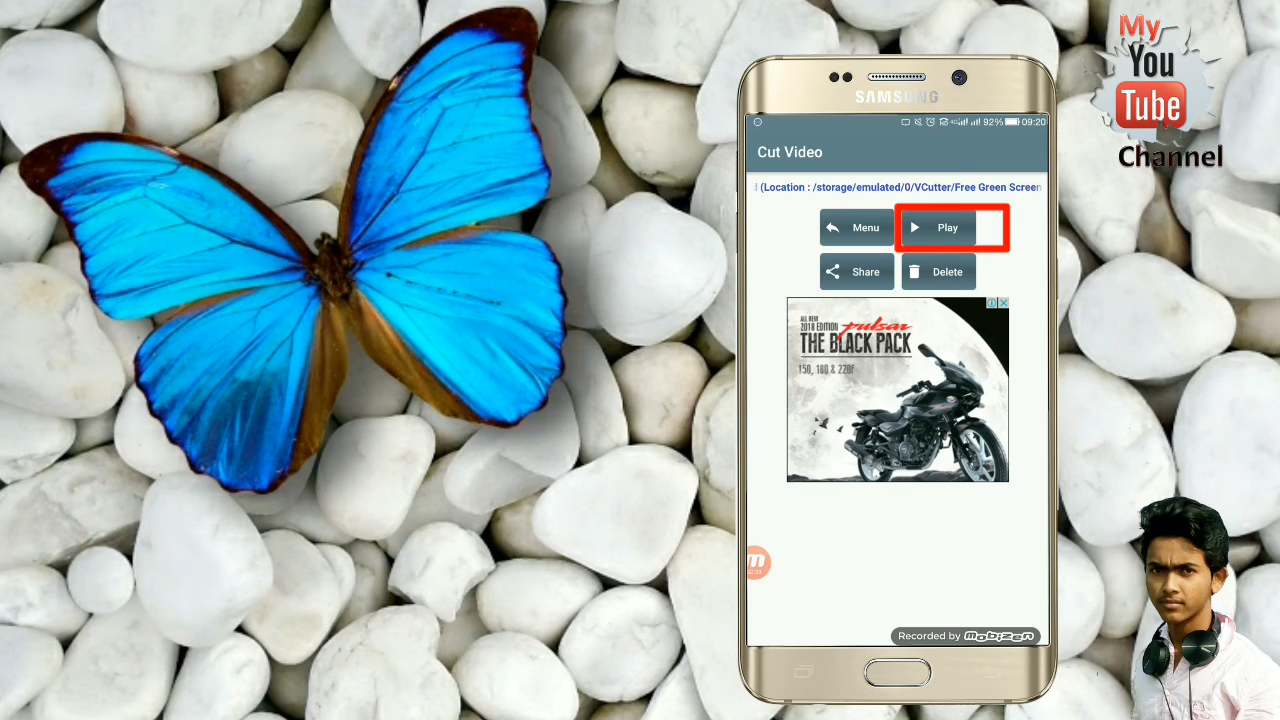 My
You
Tube
Channel
SAMSUNG
92% 09:20
Cut Video
(Location : /storage/emulated/0/VCutter/Free Green Screen
Menu
Play
Share
Delete
ALL NEW
2018 EDITION pulsar
THE BLACK PACK
150, 180 & 220F
Recorded by mobizen